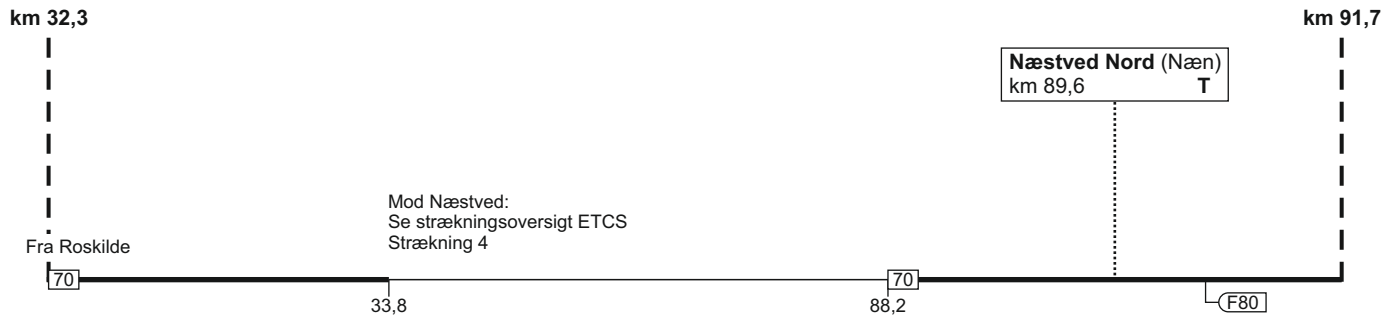 km 32,3
km 91,7
Næstved Nord (Næn)
km 89,6 T
Mod Næstved:
Se strækningsoversigt ETCS
Strækning 4
Fra Roskilde
70
70
33,8
88,2
F80